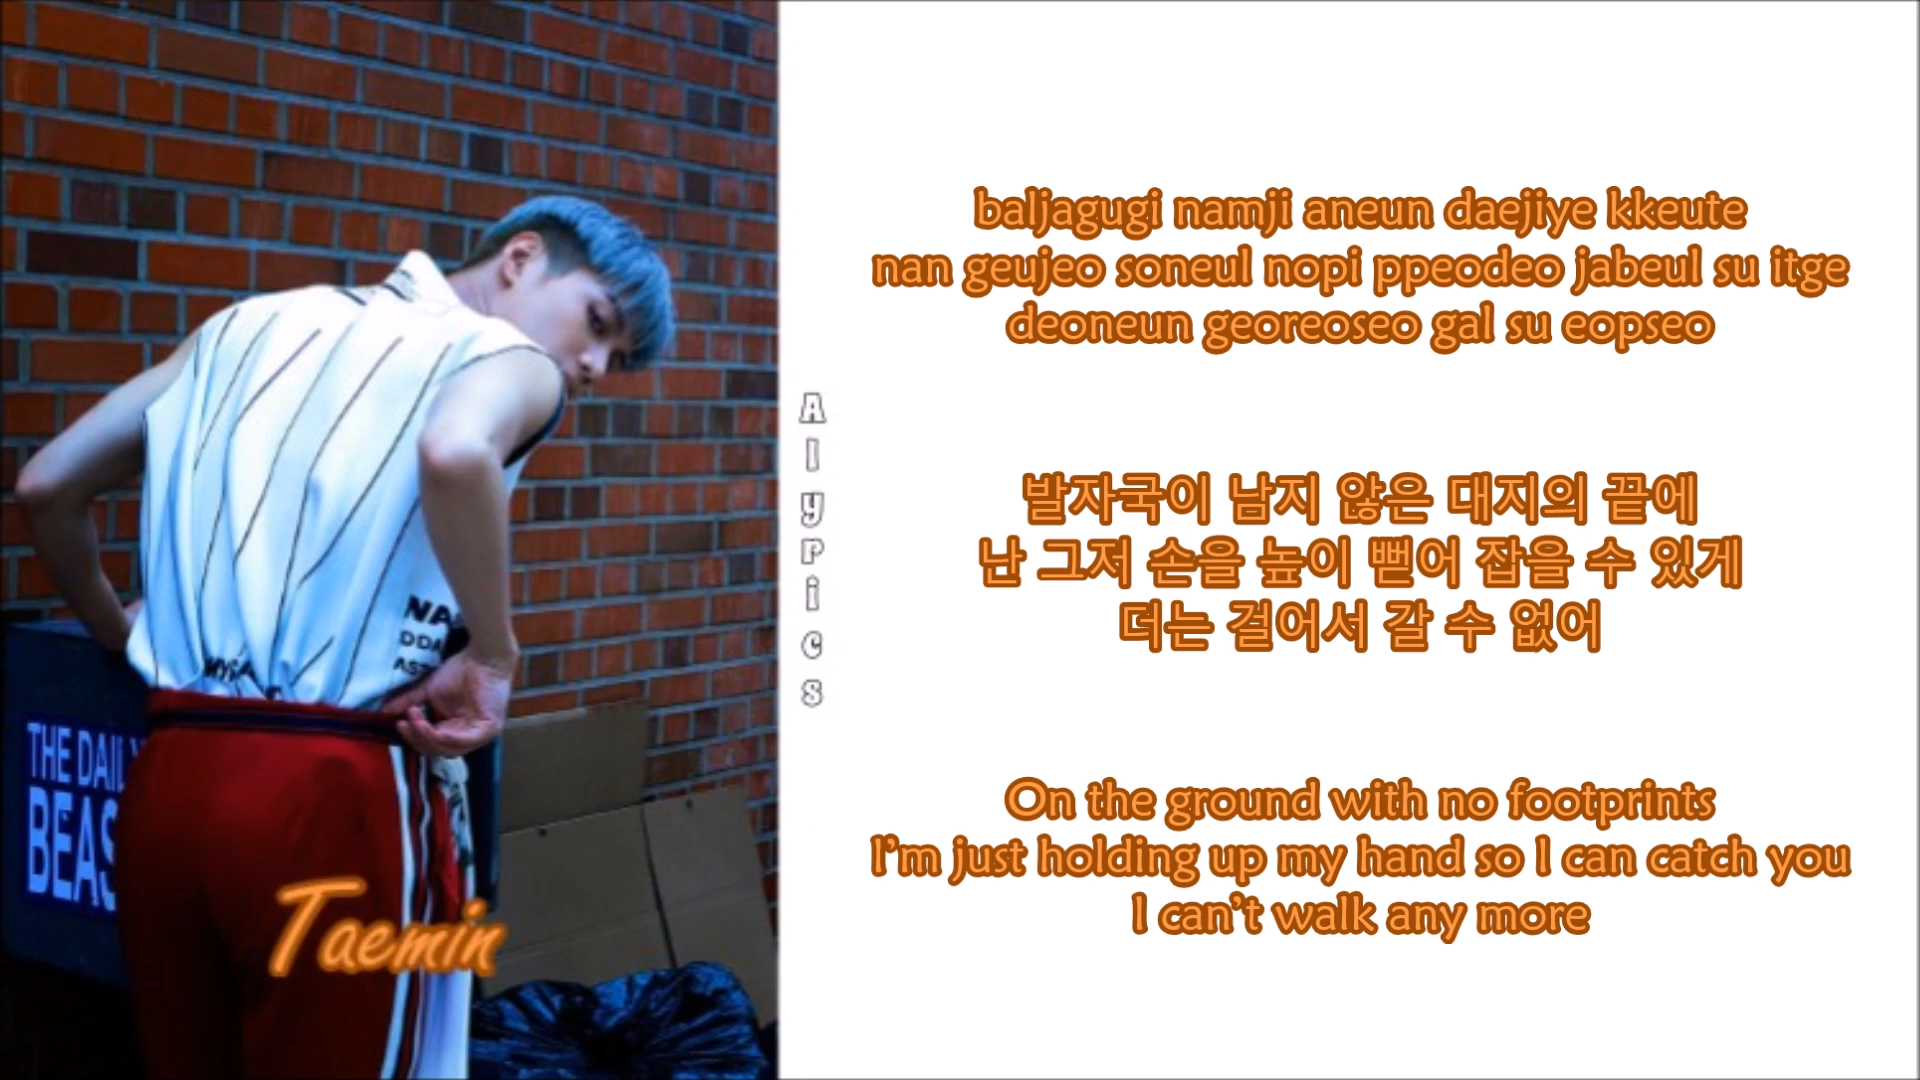 baljagugi namji aneun daejiye kkeute
nan geujeo soneul nopi ppeodeo jabeul su itge
deoneun georeoseo gal su eopseo
발자국이 남지 않은 대지의 끝에
난 그저 손을 높이 뻗어 잡을 수 있게
더는 걸어서 갈 수 없어
On the ground with no footprints
I'm just holding up my hand so I can catch you
I can't walk any more
Alypics
THE DAILY
BEAS
Taemin